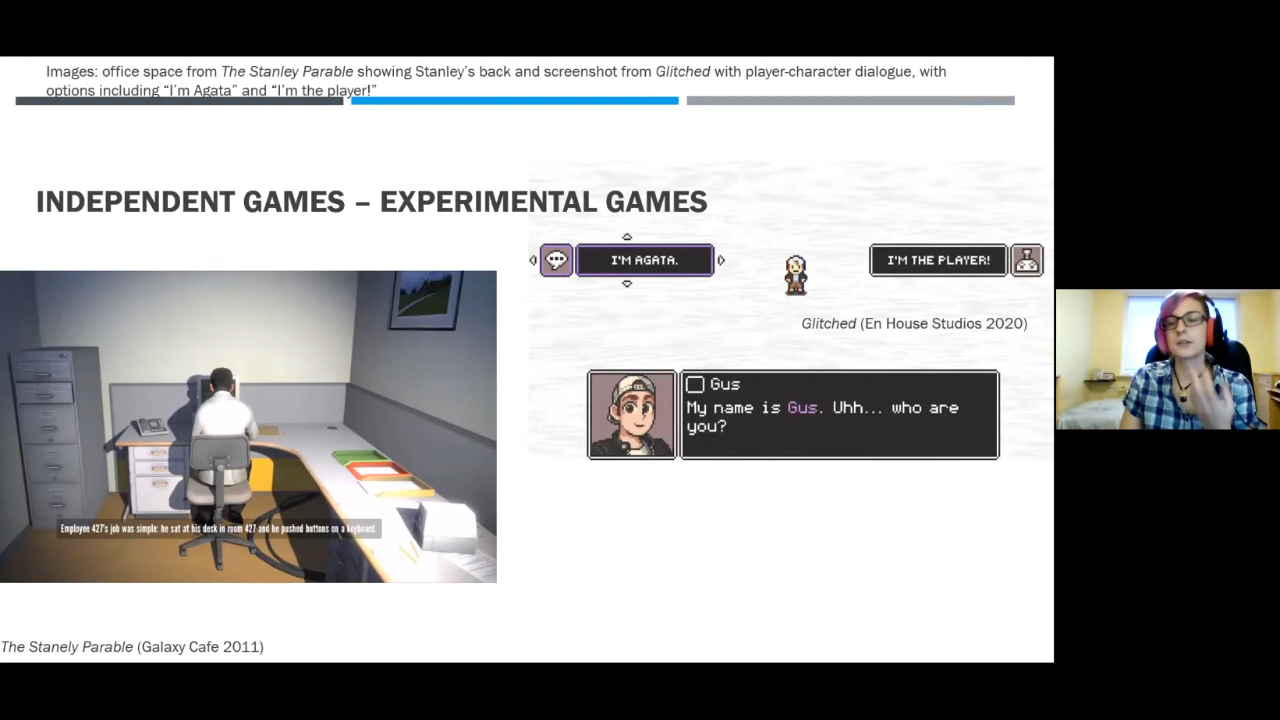 Images: office space from The Stanley Parable showing Stanley's back and screenshot from Glitched with player-character dialogue, with
options including "I'm Agata" and "I'm the player!"
INDEPENDENT GAMES – EXPERIMENTAL GAMES
I'M AGATA.
I'M THE PLAYER!
Glitched (En House Studios 2020)
Gus
My name is Gus. Uhh... who are
you?
Employee 427's job was simple: he sat at his desk in room 427 and he pushed buttons on a keyboard.
The Stanely Parable (Galaxy Cafe 2011)